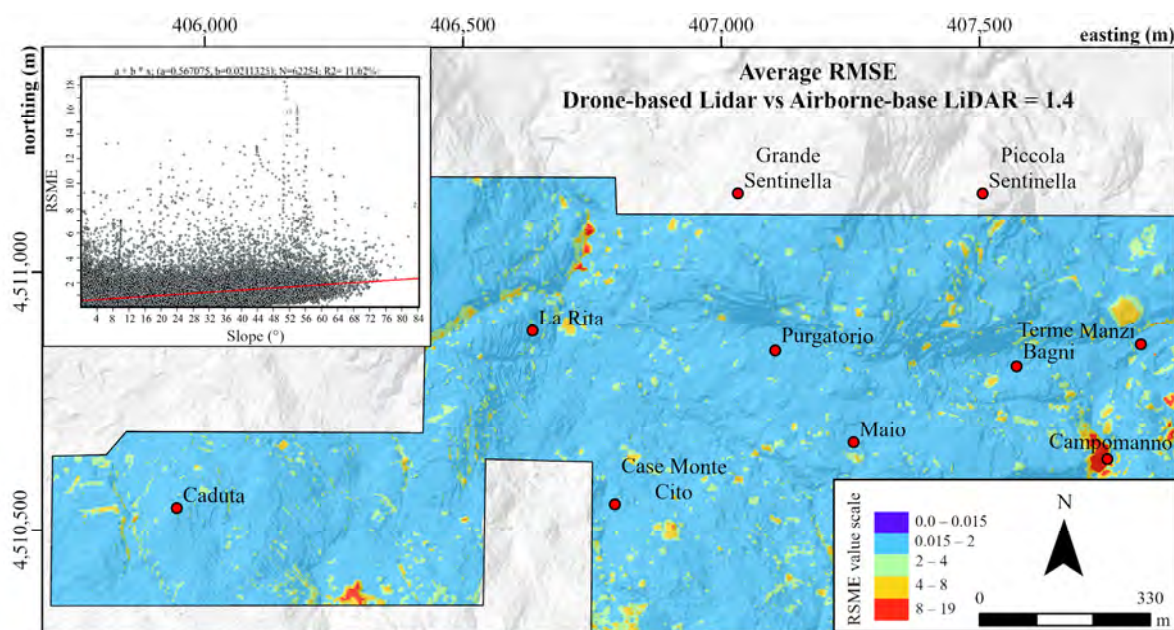 406,000
406,500
407,000
407,500
easting (m)
northing (m)
4,511,000
4,510,500
a + b * x; (a=0.567075, b=0.0211325); N=62254; R2= 11.62%
RSME
18
16
14
12
10
8
6
4
2
4 8 12 16 20 24 28 32 36 40 44 48 52 56 60 64 68 72 76 80 84
Slope (°)
Average RMSE
Drone-based Lidar vs Airborne-base LiDAR = 1.4
Grande
Sentinella
Piccola
Sentinella
La Rita
Purgatorio
Terme Manzi
Bagni
Maio
Campomanno
Case Monte
Cito
Caduta
RSME value scale
0.0 – 0.015
0.015 – 2
2 – 4
4 – 8
8 – 19
N
0
330
m